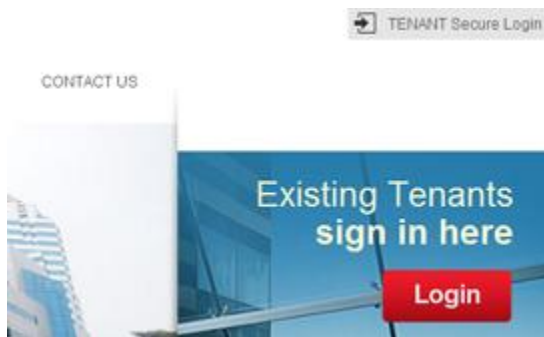 TENANT Secure Login
CONTACT US
Existing Tenants
sign in here
Login